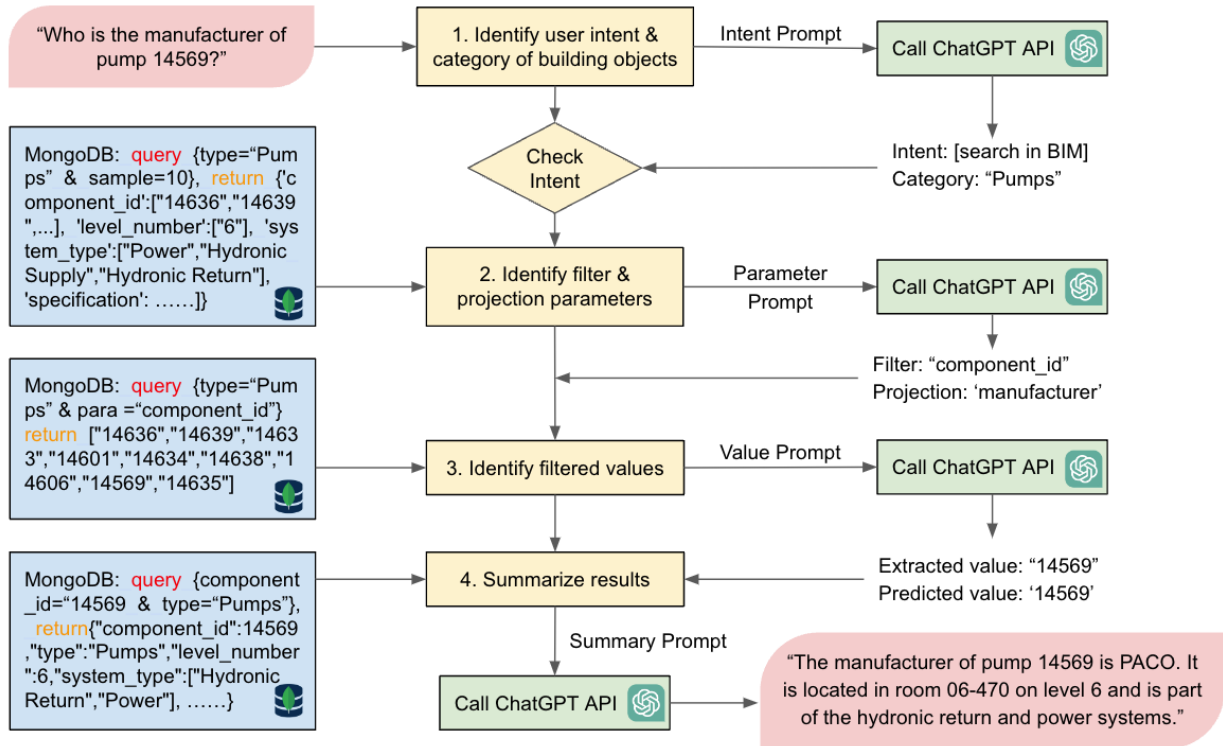 “Who is the manufacturer of
pump 14569?”
1. Identify user intent &
category of building objects
Intent Prompt
Call ChatGPT API
MongoDB: query {type=“Pum
ps” & sample=10}, return {'c
omponent_id':["14636","14639
",...], 'level_number':["6"], 'sys
tem_type':["Power","Hydronic
Supply","Hydronic Return"],
'specification': ……]}
Check
Intent
Intent: [search in BIM]
Category: “Pumps”
2. Identify filter &
projection parameters
Parameter
Prompt
Call ChatGPT API
Filter: “component_id”
Projection: ‘manufacturer’
MongoDB: query {type=“Pum
ps” & para =“component_id”}
return ["14636","14639","1463
3","14601","14634","14638","1
4606","14569","14635"]
3. Identify filtered values
Value Prompt
Call ChatGPT API
Extracted value: “14569”
Predicted value: ‘14569’
MongoDB: query {component
_id=“14569 & type=“Pumps”},
return{"component_id":14569
,"type":"Pumps","level_number
":6,"system_type":["Hydronic
Return","Power"], ……}
4. Summarize results
Summary Prompt
Call ChatGPT API
“The manufacturer of pump 14569 is PACO. It
is located in room 06-470 on level 6 and is part
of the hydronic return and power systems.”